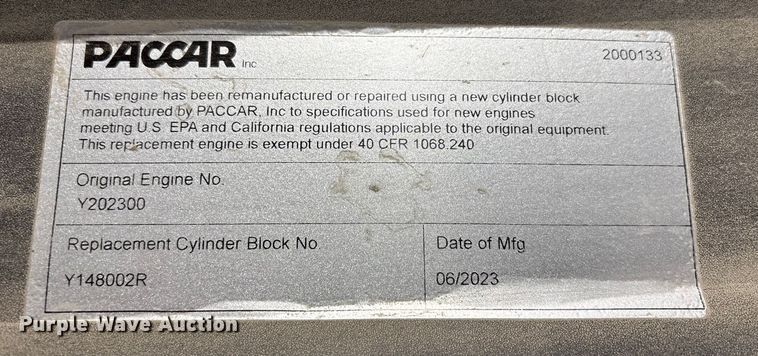 PACCAR Inc 2000133
This engine has been remanufactured or repaired using a new cylinder block
manufactured by PACCAR, Inc to specifications used for new engines
meeting U.S. EPA and California regulations applicable to the original equipment.
This replacement engine is exempt under 40 CFR 1068.240
Original Engine No.
Y202300
Replacement Cylinder Block No.
Y148002R
Date of Mfg
06/2023
Purple Wave Auction